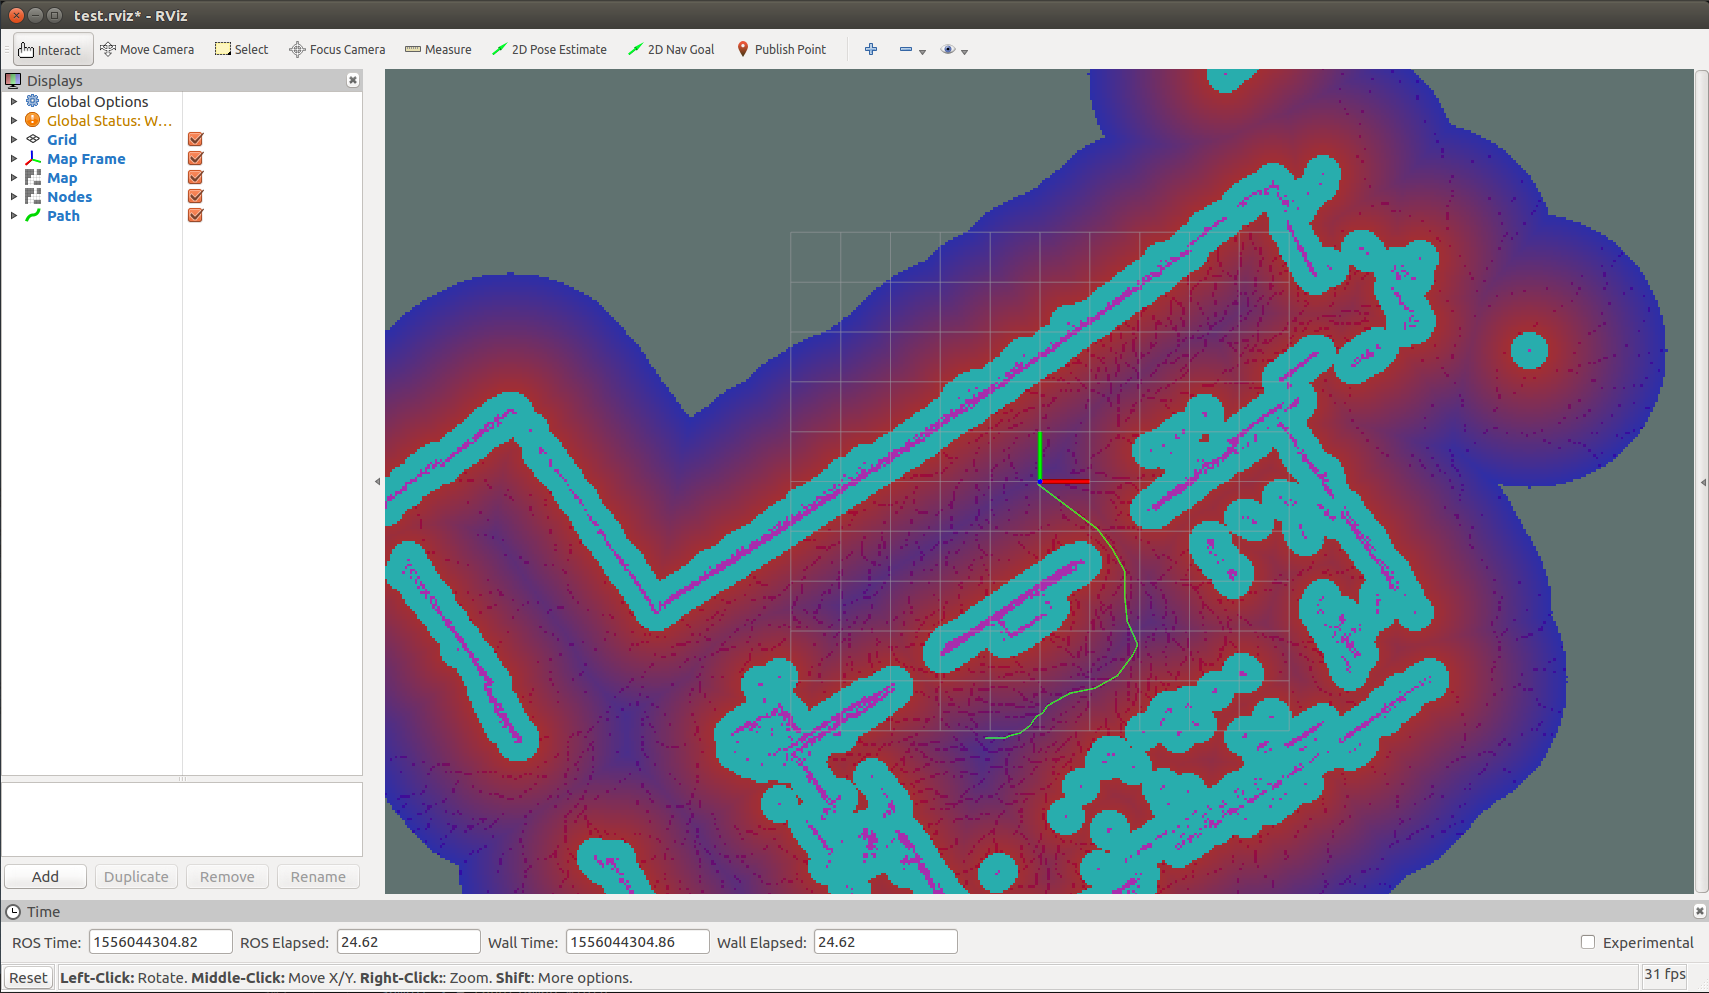 test.rviz* - RViz
Interact Move Camera Select Focus Camera Measure 2D Pose Estimate 2D Nav Goal Publish Point
Displays
Global Options
Global Status: W...
Grid
Map Frame
Map
Nodes
Path
Add Duplicate Remove Rename
Time
ROS Time: 1556044304.82 ROS Elapsed: 24.62 Wall Time: 1556044304.86 Wall Elapsed: 24.62 Experimental
Reset Left-Click: Rotate. Middle-Click: Move X/Y. Right-Click:: Zoom. Shift: More options. 31 fps